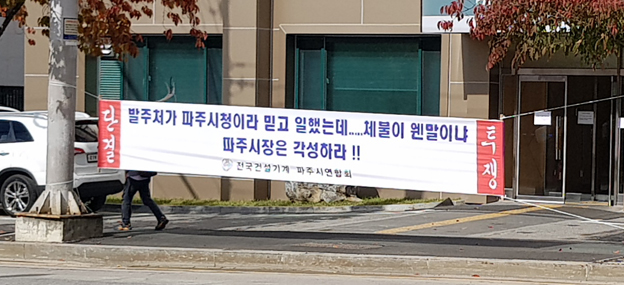 단결
발주처가 파주시청이라 믿고 일했는데.....체불이 웬말이냐
파주시장은 각성하라 !!
전국건설기계 파주시연합회
투쟁